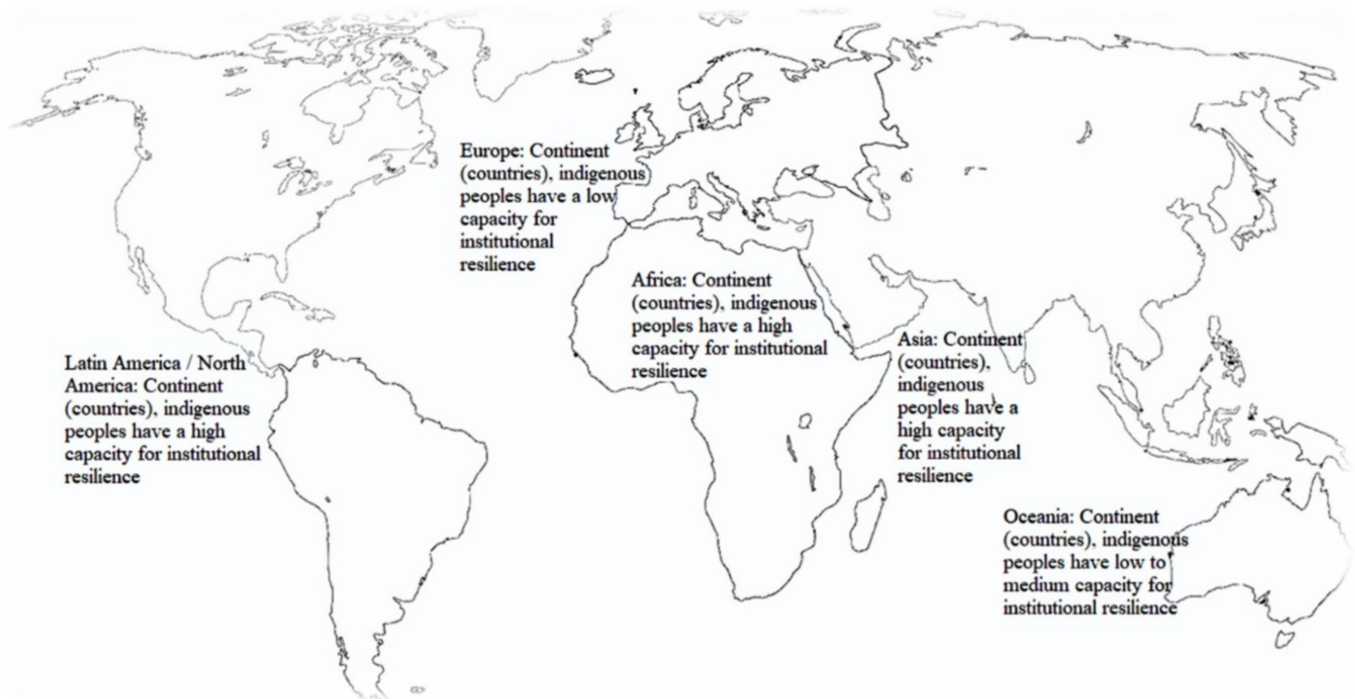 Europe: Continent
(countries), indigenous
peoples have a low
capacity for
institutional
resilience
Africa: Continent
(countries), indigenous
peoples have a high
capacity for institutional
resilience
Latin America / North
America: Continent
(countries), indigenous
peoples have a high
capacity for institutional
resilience
Asia: Continent
(countries),
indigenous
peoples have a
high capacity
for institutional
resilience
Oceania: Continent
(countries), indigenous
peoples have low to
medium capacity for
institutional resilience